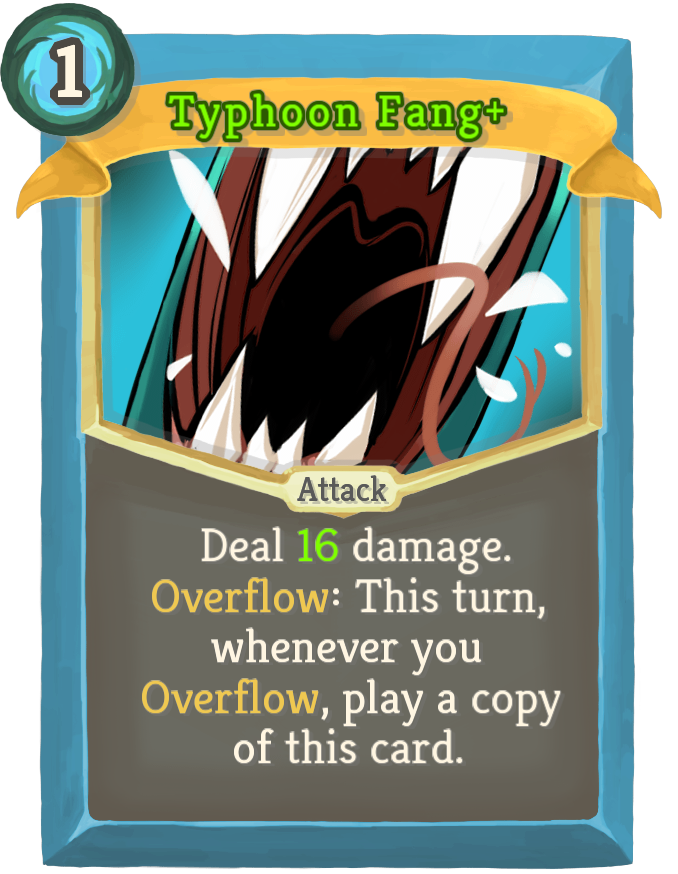 1
Typhoon Fang+
Attack
Deal 16 damage.
Overflow: This turn,
whenever you
Overflow, play a copy
of this card.